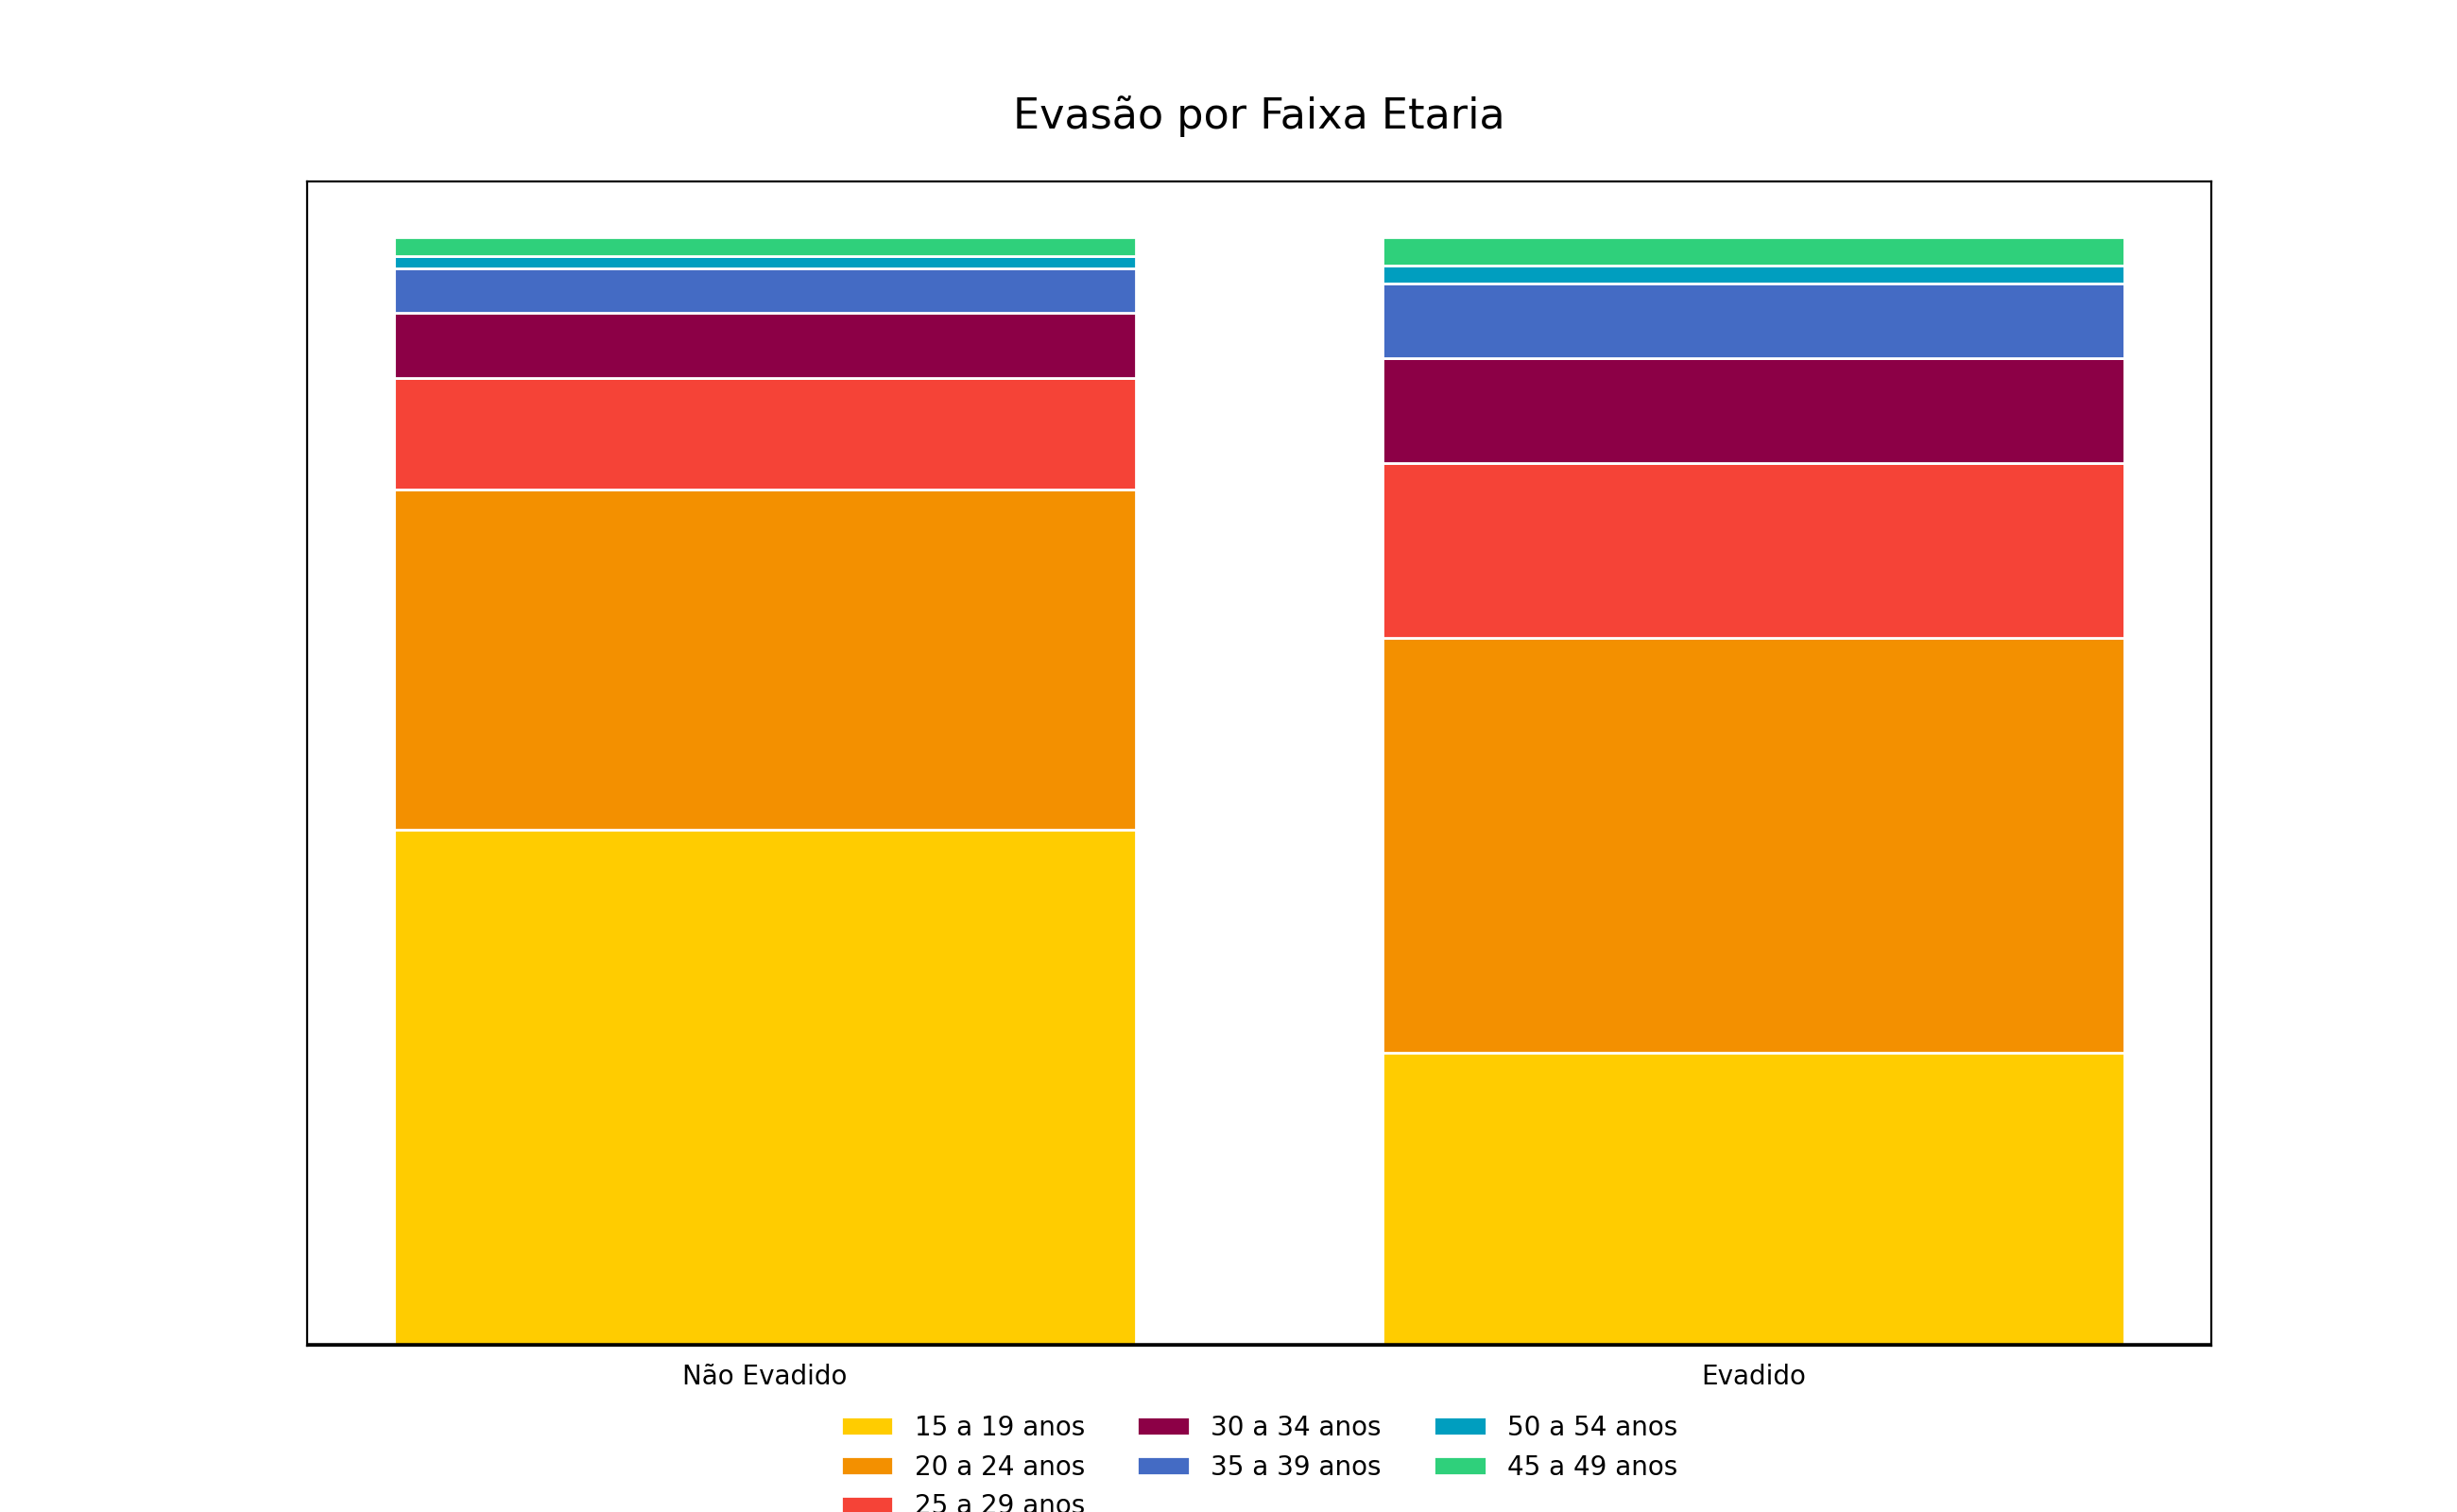 Evasão por Faixa Etaria
Não Evadido
Evadido
15 a 19 anos
20 a 24 anos
25 a 29 anos
30 a 34 anos
35 a 39 anos
50 a 54 anos
45 a 49 anos